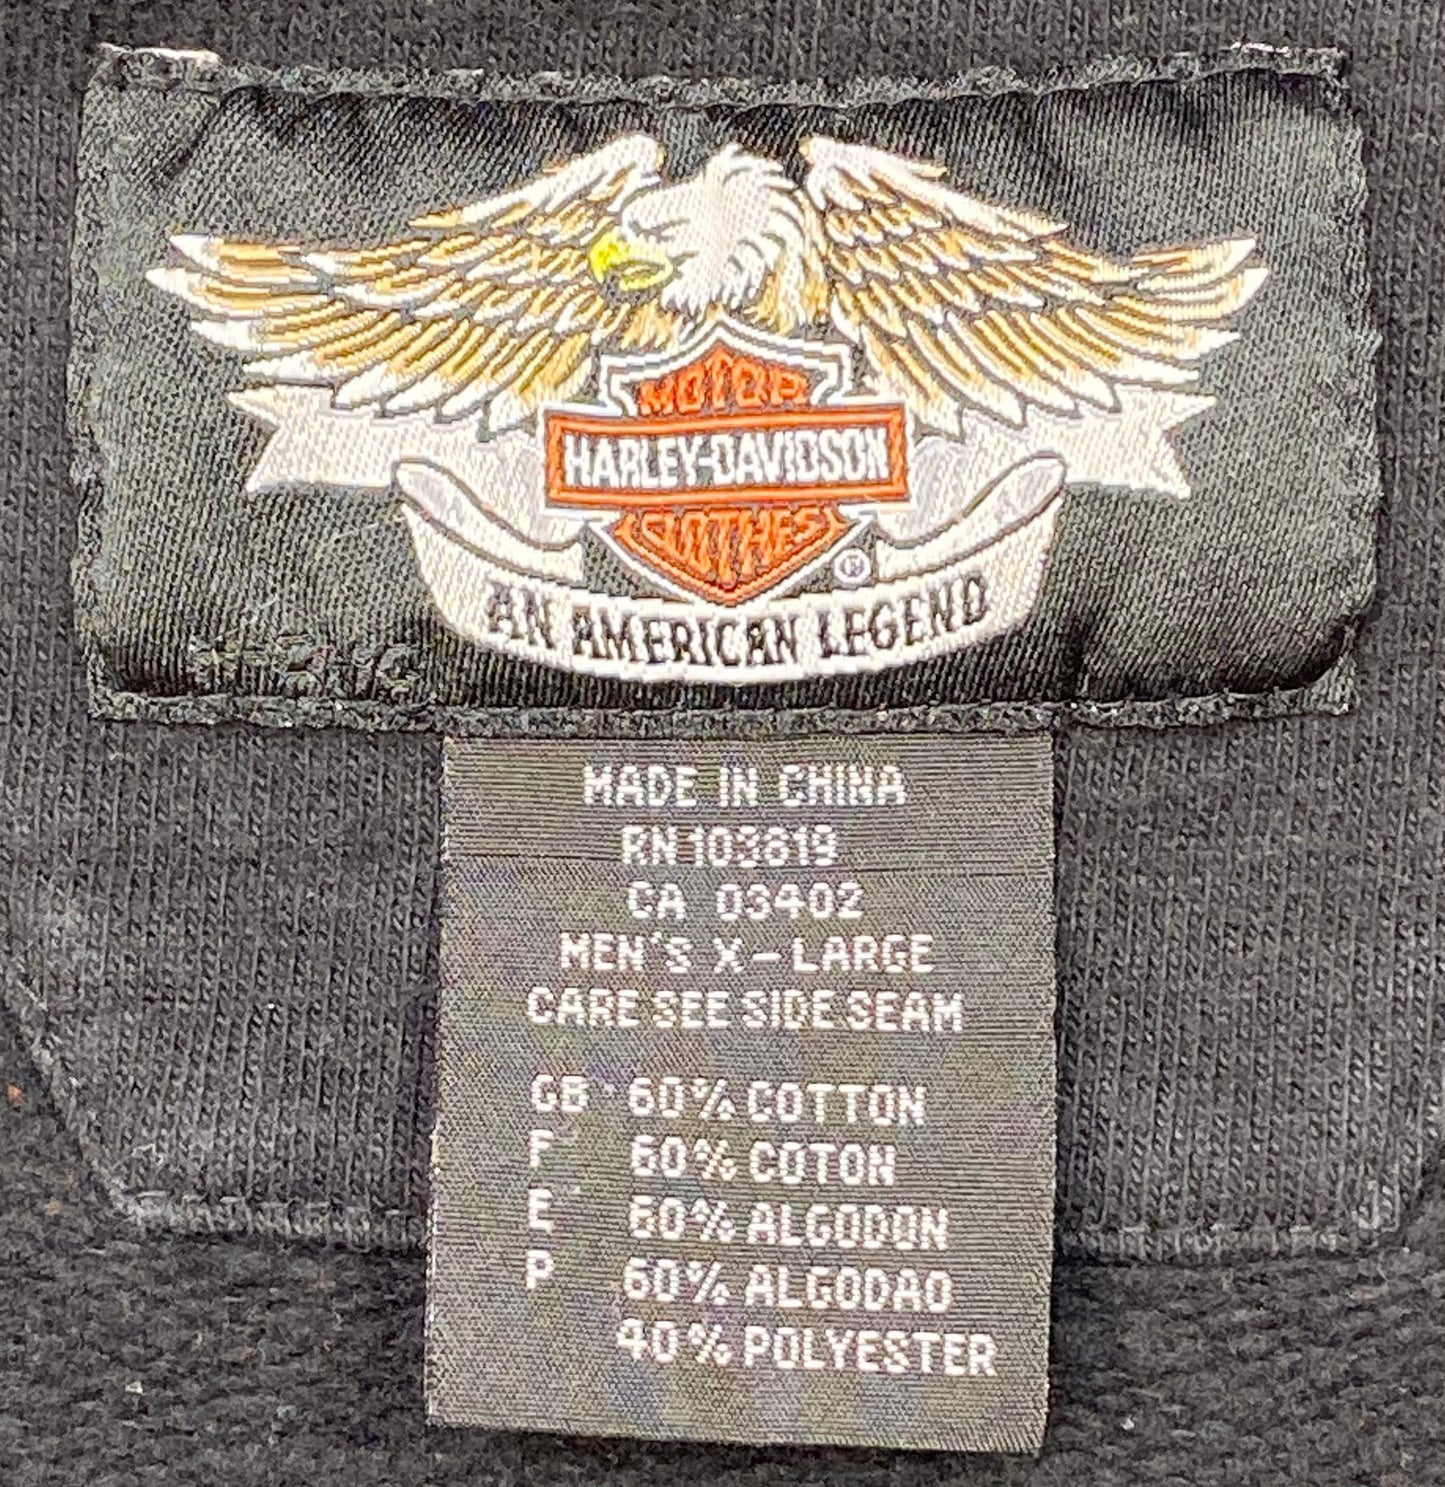 MOTOR
HARLEY-DAVIDSON
CLOTHES
®
AN AMERICAN LEGEND
MADE IN CHINA
RN 103819
CA 03402
MEN'S X-LARGE
CARE SEE SIDE SEAM
GB 60% COTTON
F 60% COTON
E 60% ALGODON
P 60% ALGODAO
40% POLYESTER